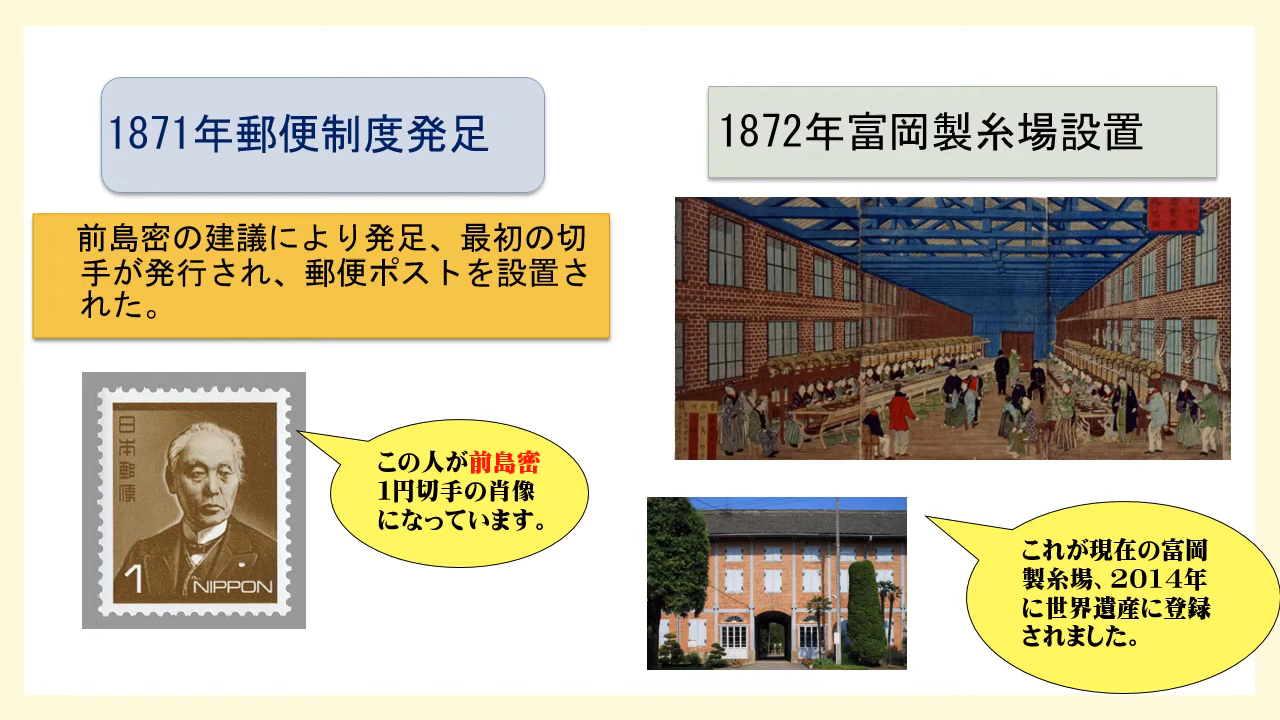 1871年郵便制度発足
前島密の建議により発足、最初の切
手が発行され、郵便ポストを設置さ
れた。
日本郵便
1
NIPPON
この人が前島密
1円切手の肖像
になっています。
1872年富岡製糸場設置
これが現在の富岡
製糸場、2014年
に世界遺産に登録
されました。